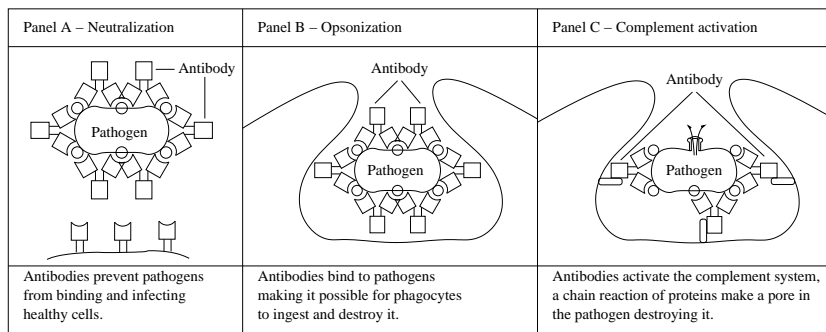 Panel A – Neutralization
Panel B – Opsonization
Panel C – Complement activation
Antibody
Pathogen
Antibody
Pathogen
Antibody
Pathogen
Antibodies prevent pathogens
from binding and infecting
healthy cells.
Antibodies bind to pathogens
making it possible for phagocytes
to ingest and destroy it.
Antibodies activate the complement system,
a chain reaction of proteins make a pore in
the pathogen destroying it.